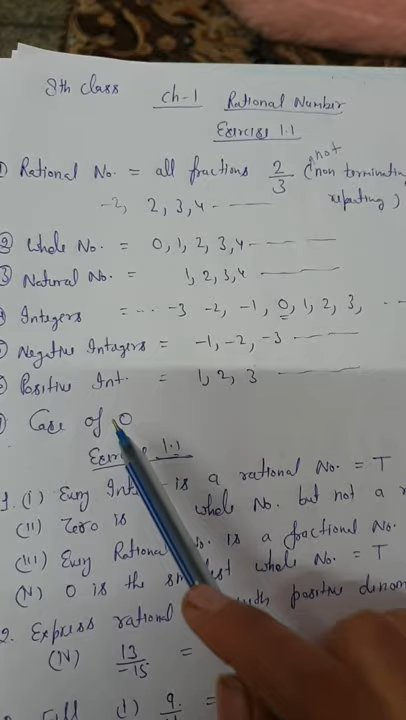 8th class Ch-1 Rational Number
Exercise 1.1
① Rational No. = all fractions 2/3 (not non terminating
-2, 2, 3, 4 ----- repeating)
② Whole No. = 0, 1, 2, 3, 4 -----
③ Natural No. = 1, 2, 3, 4 -----
Integers = ... -3 -2, -1, 0, 1, 2, 3, ...
Negative Intagers = -1, -2, -3 -----
Positive Int. = 1, 2, 3 -----
Case of 0
1.1
1. (i) Every is a rational No. = T
(II) Zero is whole No. but not a
(III) Every Rational is a fractional No.
(IV) 0 is the whole No. = T
2. Express rational with positive
(IV) 13/-15 =
(I) 9